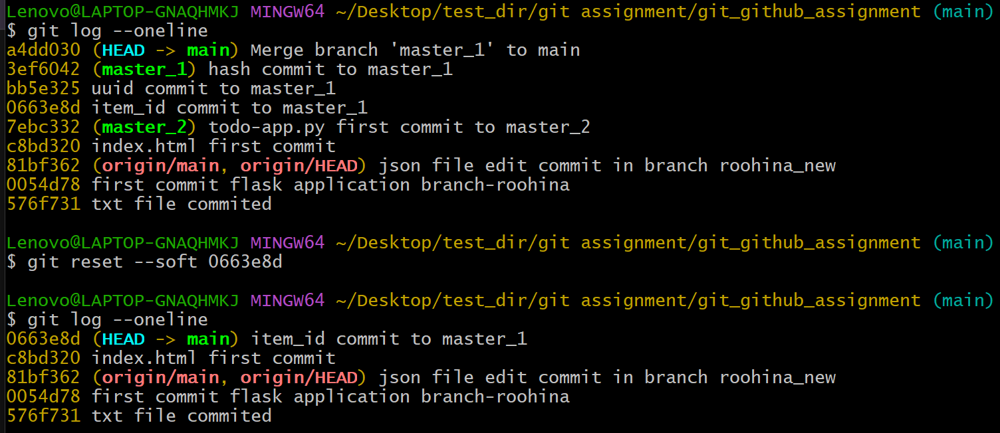 Lenovo@LAPTOP-GNAQHMKJ MINGW64 ~/Desktop/test_dir/git assignment/git_github_assignment (main)
$ git log --oneline
a4dd030 (HEAD -> main) Merge branch 'master_1' to main
3ef6042 (master_1) hash commit to master_1
bb5e325 uuid commit to master_1
0663e8d item_id commit to master_1
7ebc332 (master_2) todo-app.py first commit to master_2
c8bd320 index.html first commit
81bf362 (origin/main, origin/HEAD) json file edit commit in branch roohina_new
0054d78 first commit flask application branch-roohina
576f731 txt file commited
Lenovo@LAPTOP-GNAQHMKJ MINGW64 ~/Desktop/test_dir/git assignment/git_github_assignment (main)
$ git reset --soft 0663e8d
Lenovo@LAPTOP-GNAQHMKJ MINGW64 ~/Desktop/test_dir/git assignment/git_github_assignment (main)
$ git log --oneline
0663e8d (HEAD -> main) item_id commit to master_1
c8bd320 index.html first commit
81bf362 (origin/main, origin/HEAD) json file edit commit in branch roohina_new
0054d78 first commit flask application branch-roohina
576f731 txt file commited